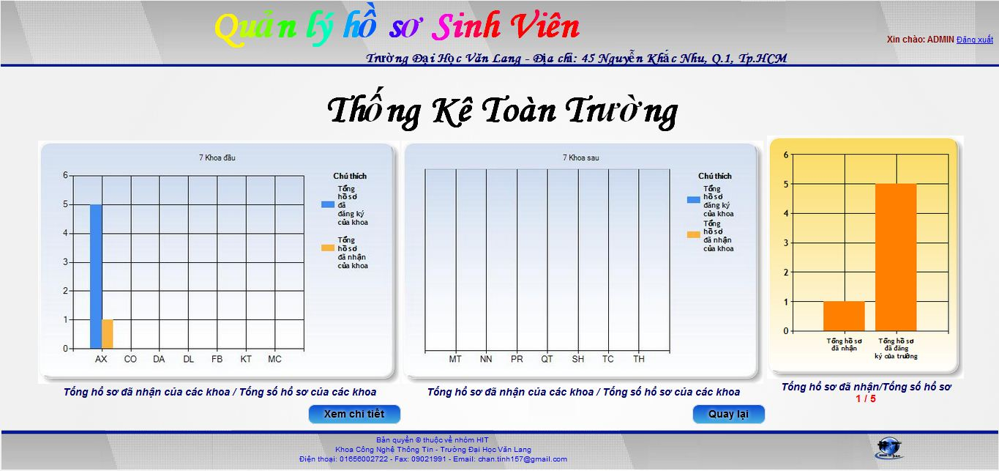 Quản lý hồ sơ Sinh Viên
Xin chào: ADMIN Đăng xuất
Trường Đại Học Văn Lang - Địa chỉ: 45 Nguyễn Khắc Nhu, Q.1, Tp.HCM
Thống Kê Toàn Trường
7 Khoa đầu
6
5
4
3
2
1
0
AX CO DA DL FB KT MC
Chú thích
Tổng
hồ sơ
đã
đăng ký
của khoa
Tổng
hồ sơ
đã nhận
của khoa
Tổng hồ sơ đã nhận của các khoa / Tổng số hồ sơ của các khoa
7 Khoa sau
MT NN PR QT SH TC TH
Chú thích
Tổng
hồ sơ
đăng ký
của khoa
Tổng
hồ sơ
đã nhận
của khoa
Tổng hồ sơ đã nhận của các khoa / Tổng số hồ sơ của các khoa
6
5
4
3
2
1
0
Tổng hồ sơ
đã nhận
Tổng hồ sơ
đã đăng
ký của trường
Tổng hồ sơ đã nhận/Tổng số hồ sơ
1 / 5
Xem chi tiết
Quay lại
Bản quyền © thuộc về nhóm HIT
Khoa Công Nghệ Thông Tin - Trường Đại Học Văn Lang
Điện thoại: 01656002722 - Fax: 09021991 - Email: chan.tinh157@gmail.com